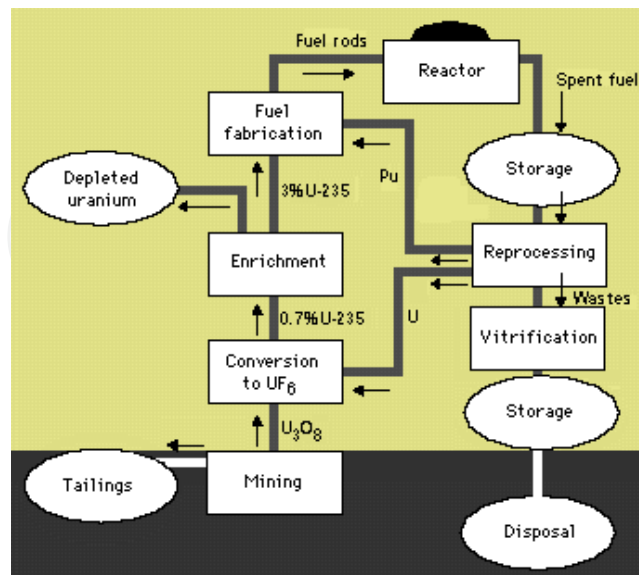 Fuel rods
Reactor
Spent fuel
Fuel
fabrication
Pu
Storage
Depleted
uranium
3%U-235
Enrichment
Reprocessing
Wastes
0.7%U-235
U
Vitrification
Conversion
to UF₆
Storage
U₃O₈
Tailings
Mining
Disposal